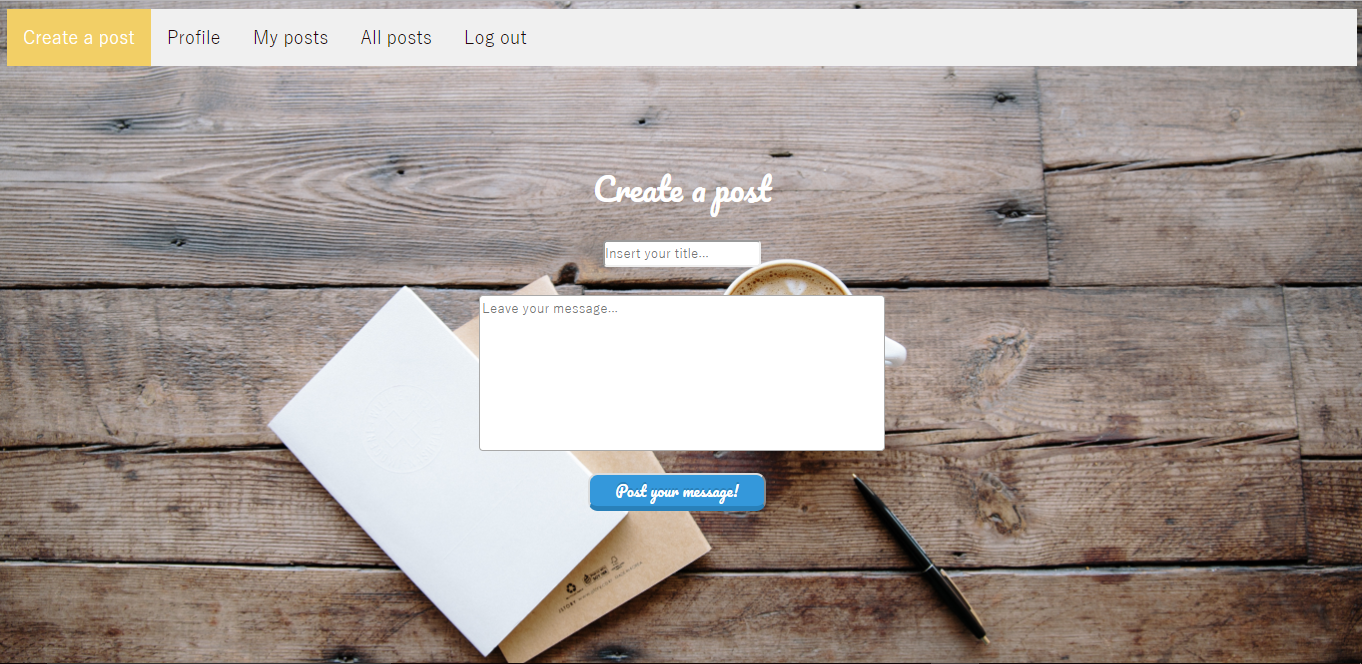 Create a post
Profile
My posts
All posts
Log out
Create a post
Insert your title...
Leave your message...
Post your message!